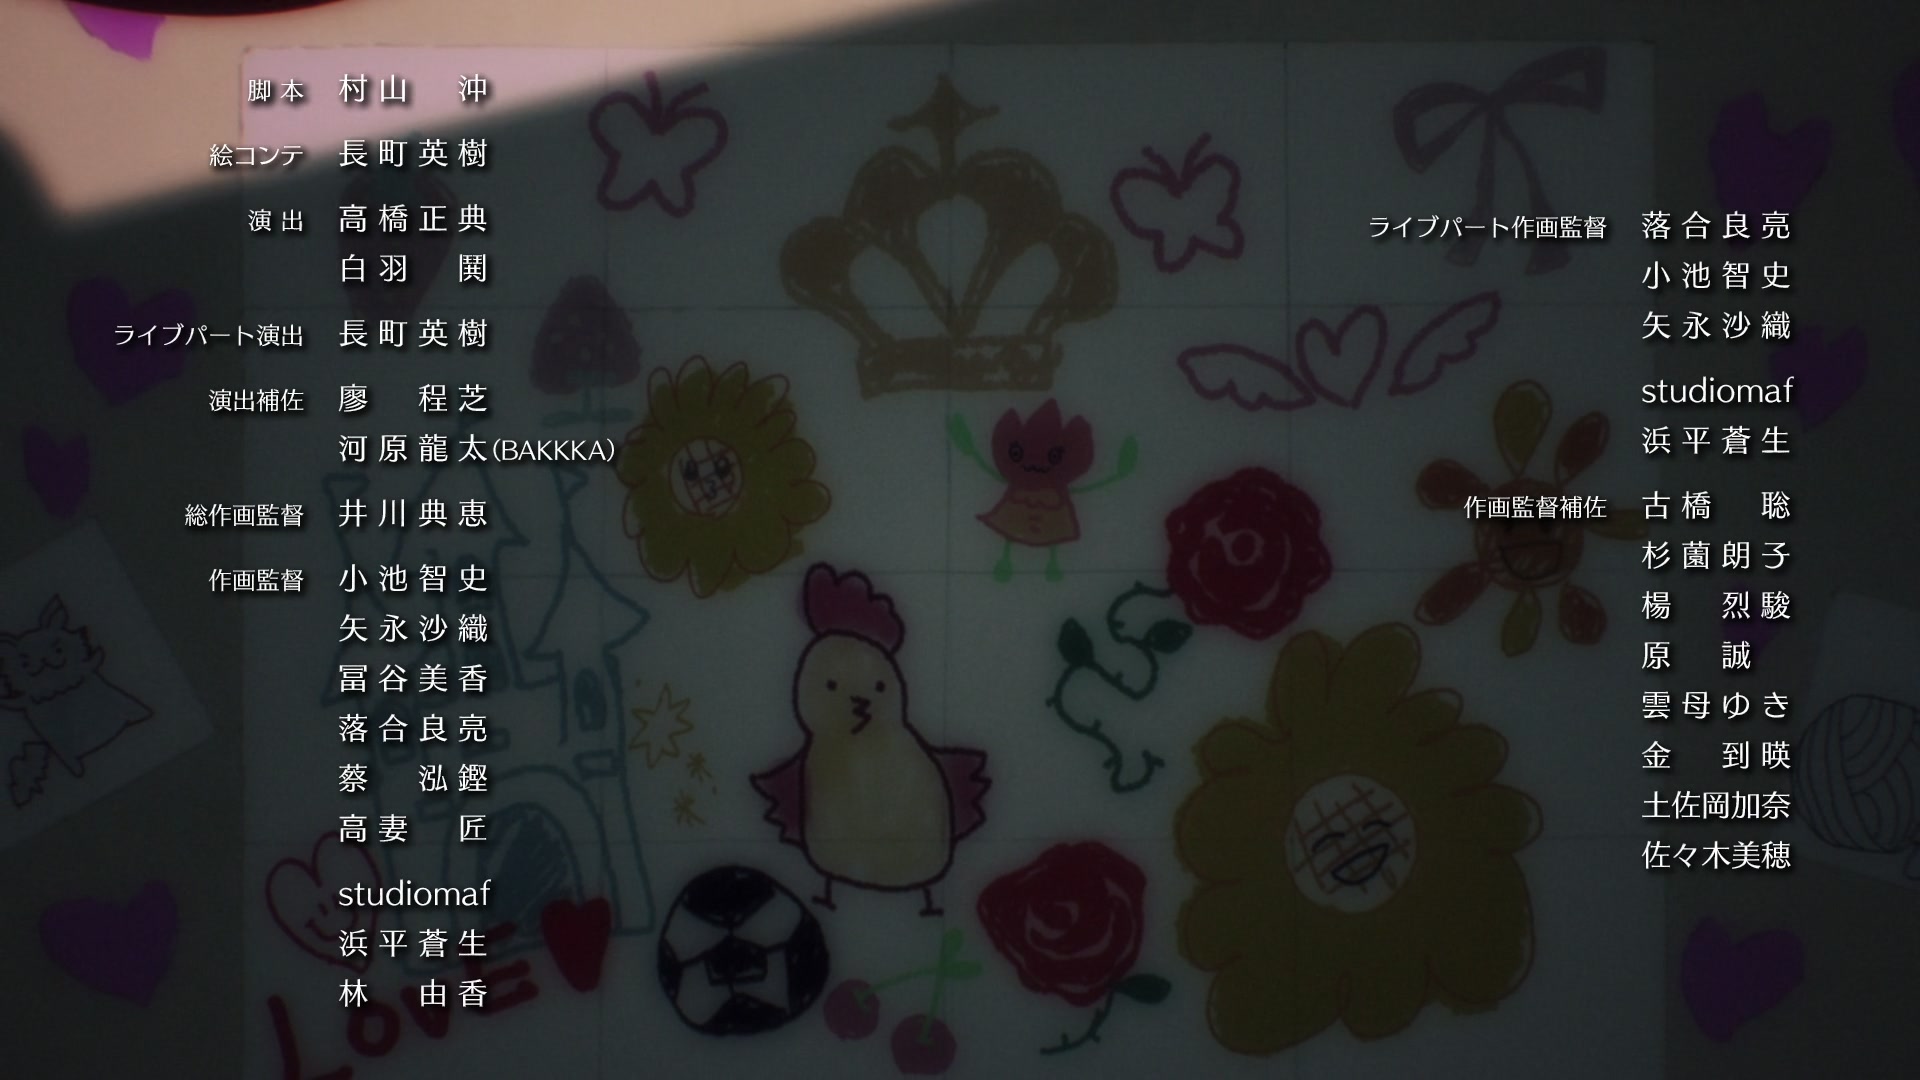 脚本 村山 沖
絵コンテ 長町英樹
演出 高橋正典
白羽 鬨
ライブパート演出 長町英樹
演出補佐 廖 程芝
河原龍太(BAKKKA)
総作画監督 井川典恵
作画監督 小池智史
矢永沙織
冨谷美香
落合良亮
蔡 泓鏗
高妻 匠
studiomaf
浜平蒼生
林 由香
ライブパート作画監督 落合良亮
小池智史
矢永沙織
studiomaf
浜平蒼生
作画監督補佐 古橋 聡
杉薗朗子
楊 烈駿
原 誠
雲母ゆき
金 到暎
土佐岡加奈
佐々木美穂
LOVE